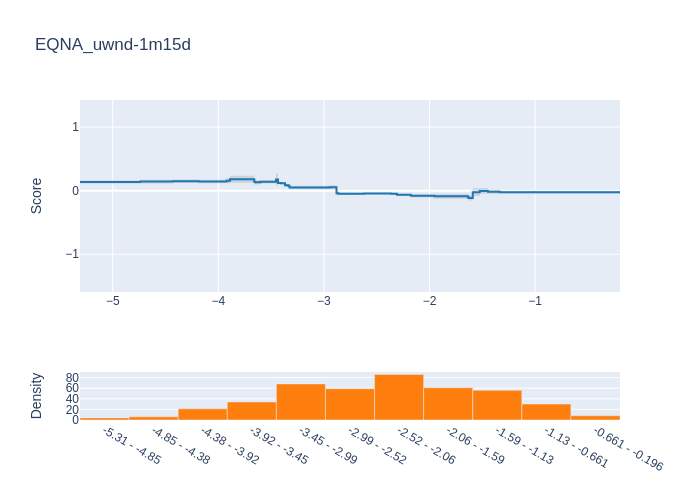 EQNA_uwnd-1m15d
Score
1
0
−1
−5
−4
−3
−2
−1
Density
80
60
40
20
0
-5.31 - -4.85
-4.85 - -4.38
-4.38 - -3.92
-3.92 - -3.45
-3.45 - -2.99
-2.99 - -2.52
-2.52 - -2.06
-2.06 - -1.59
-1.59 - -1.13
-1.13 - -0.661
-0.661 - -0.196